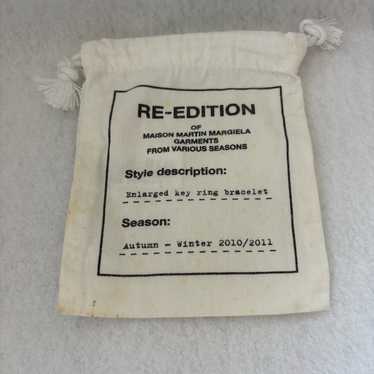 RE-EDITION
OF
MAISON MARTIN MARGIELA
GARMENTS
FROM VARIOUS SEASONS
Style description:
Enlarged key ring bracelet
Season:
Autumn - Winter 2010/2011